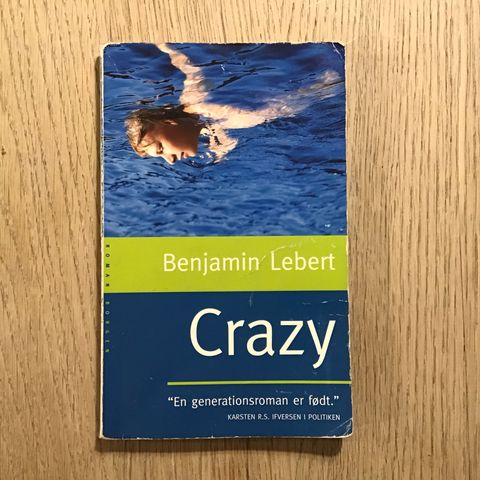 Benjamin Lebert
Crazy
"En generationsroman er født."
KARSTEN R.S. IFVERSEN I POLITIKEN
ROMAN BORGEN